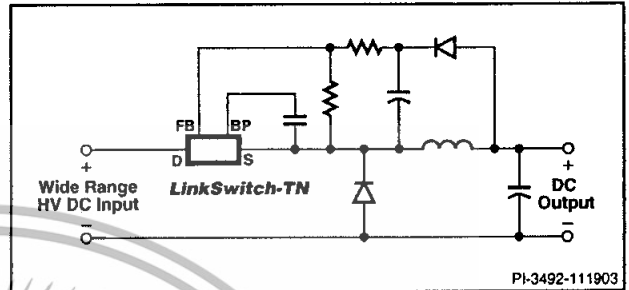 FB BP
D S
+ +
Wide Range
HV DC Input
LinkSwitch-TN
DC
Output
– –
PI-3492-111903